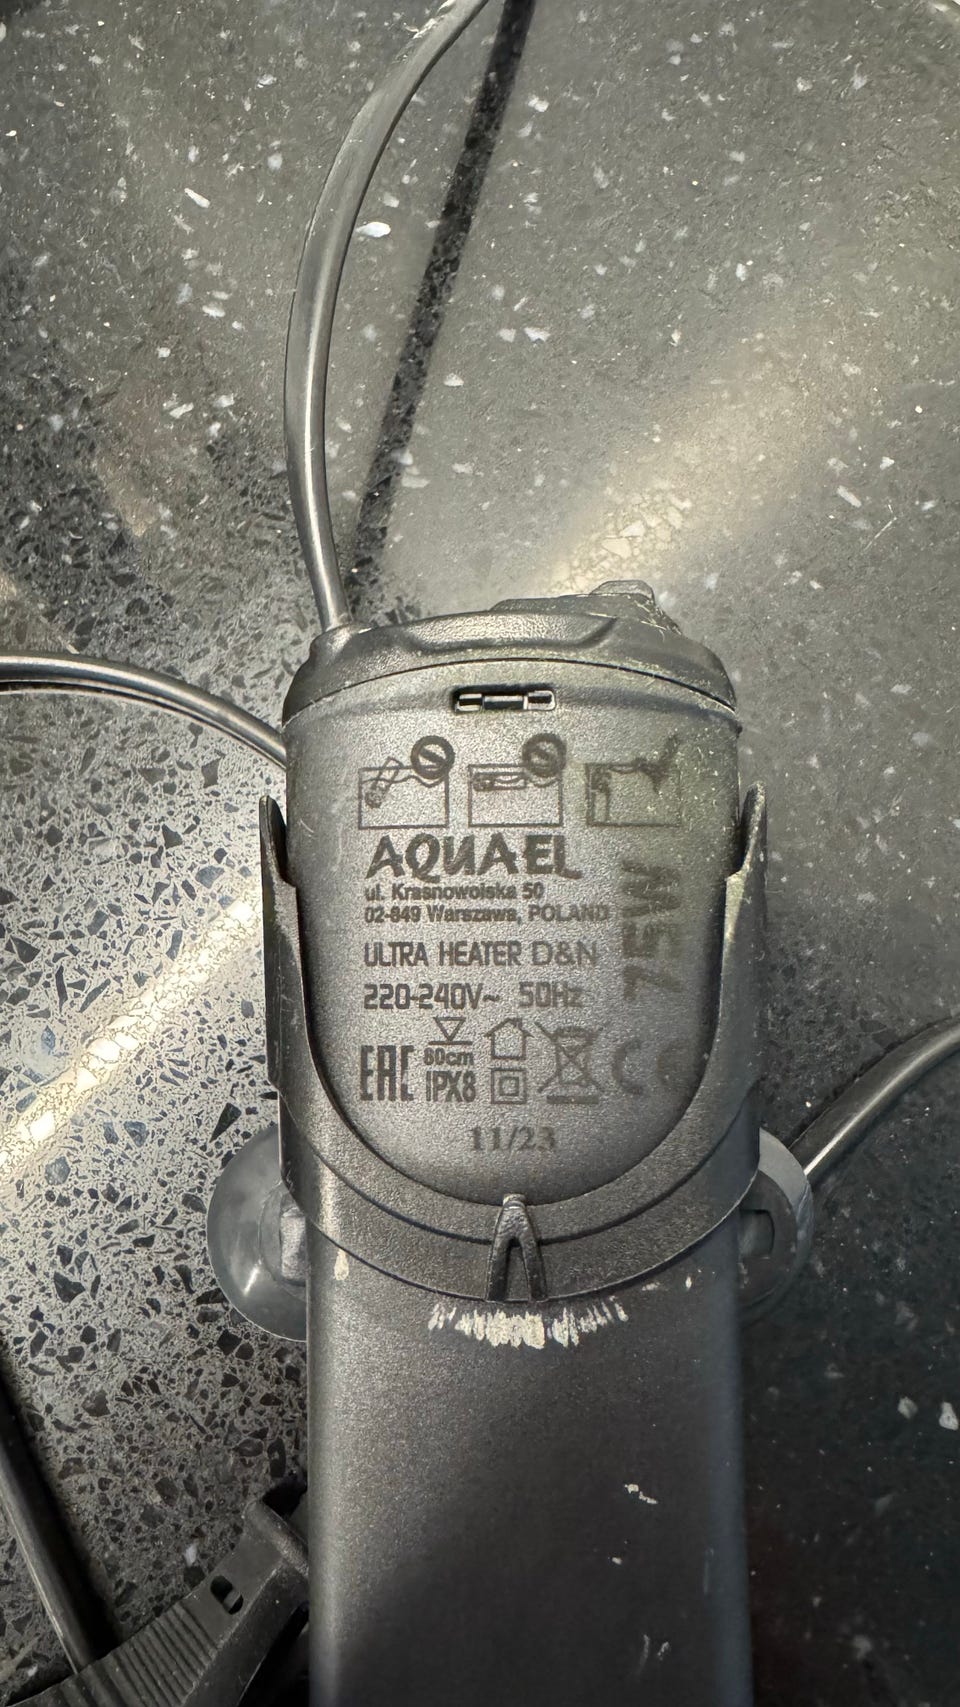 AQUAEL
ul. Krasnowolska 50
02-849 Warszawa, POLAND
ULTRA HEATER D&N
220-240V~ 50Hz
75W
EAC
80cm
IPX8
CE
11/23